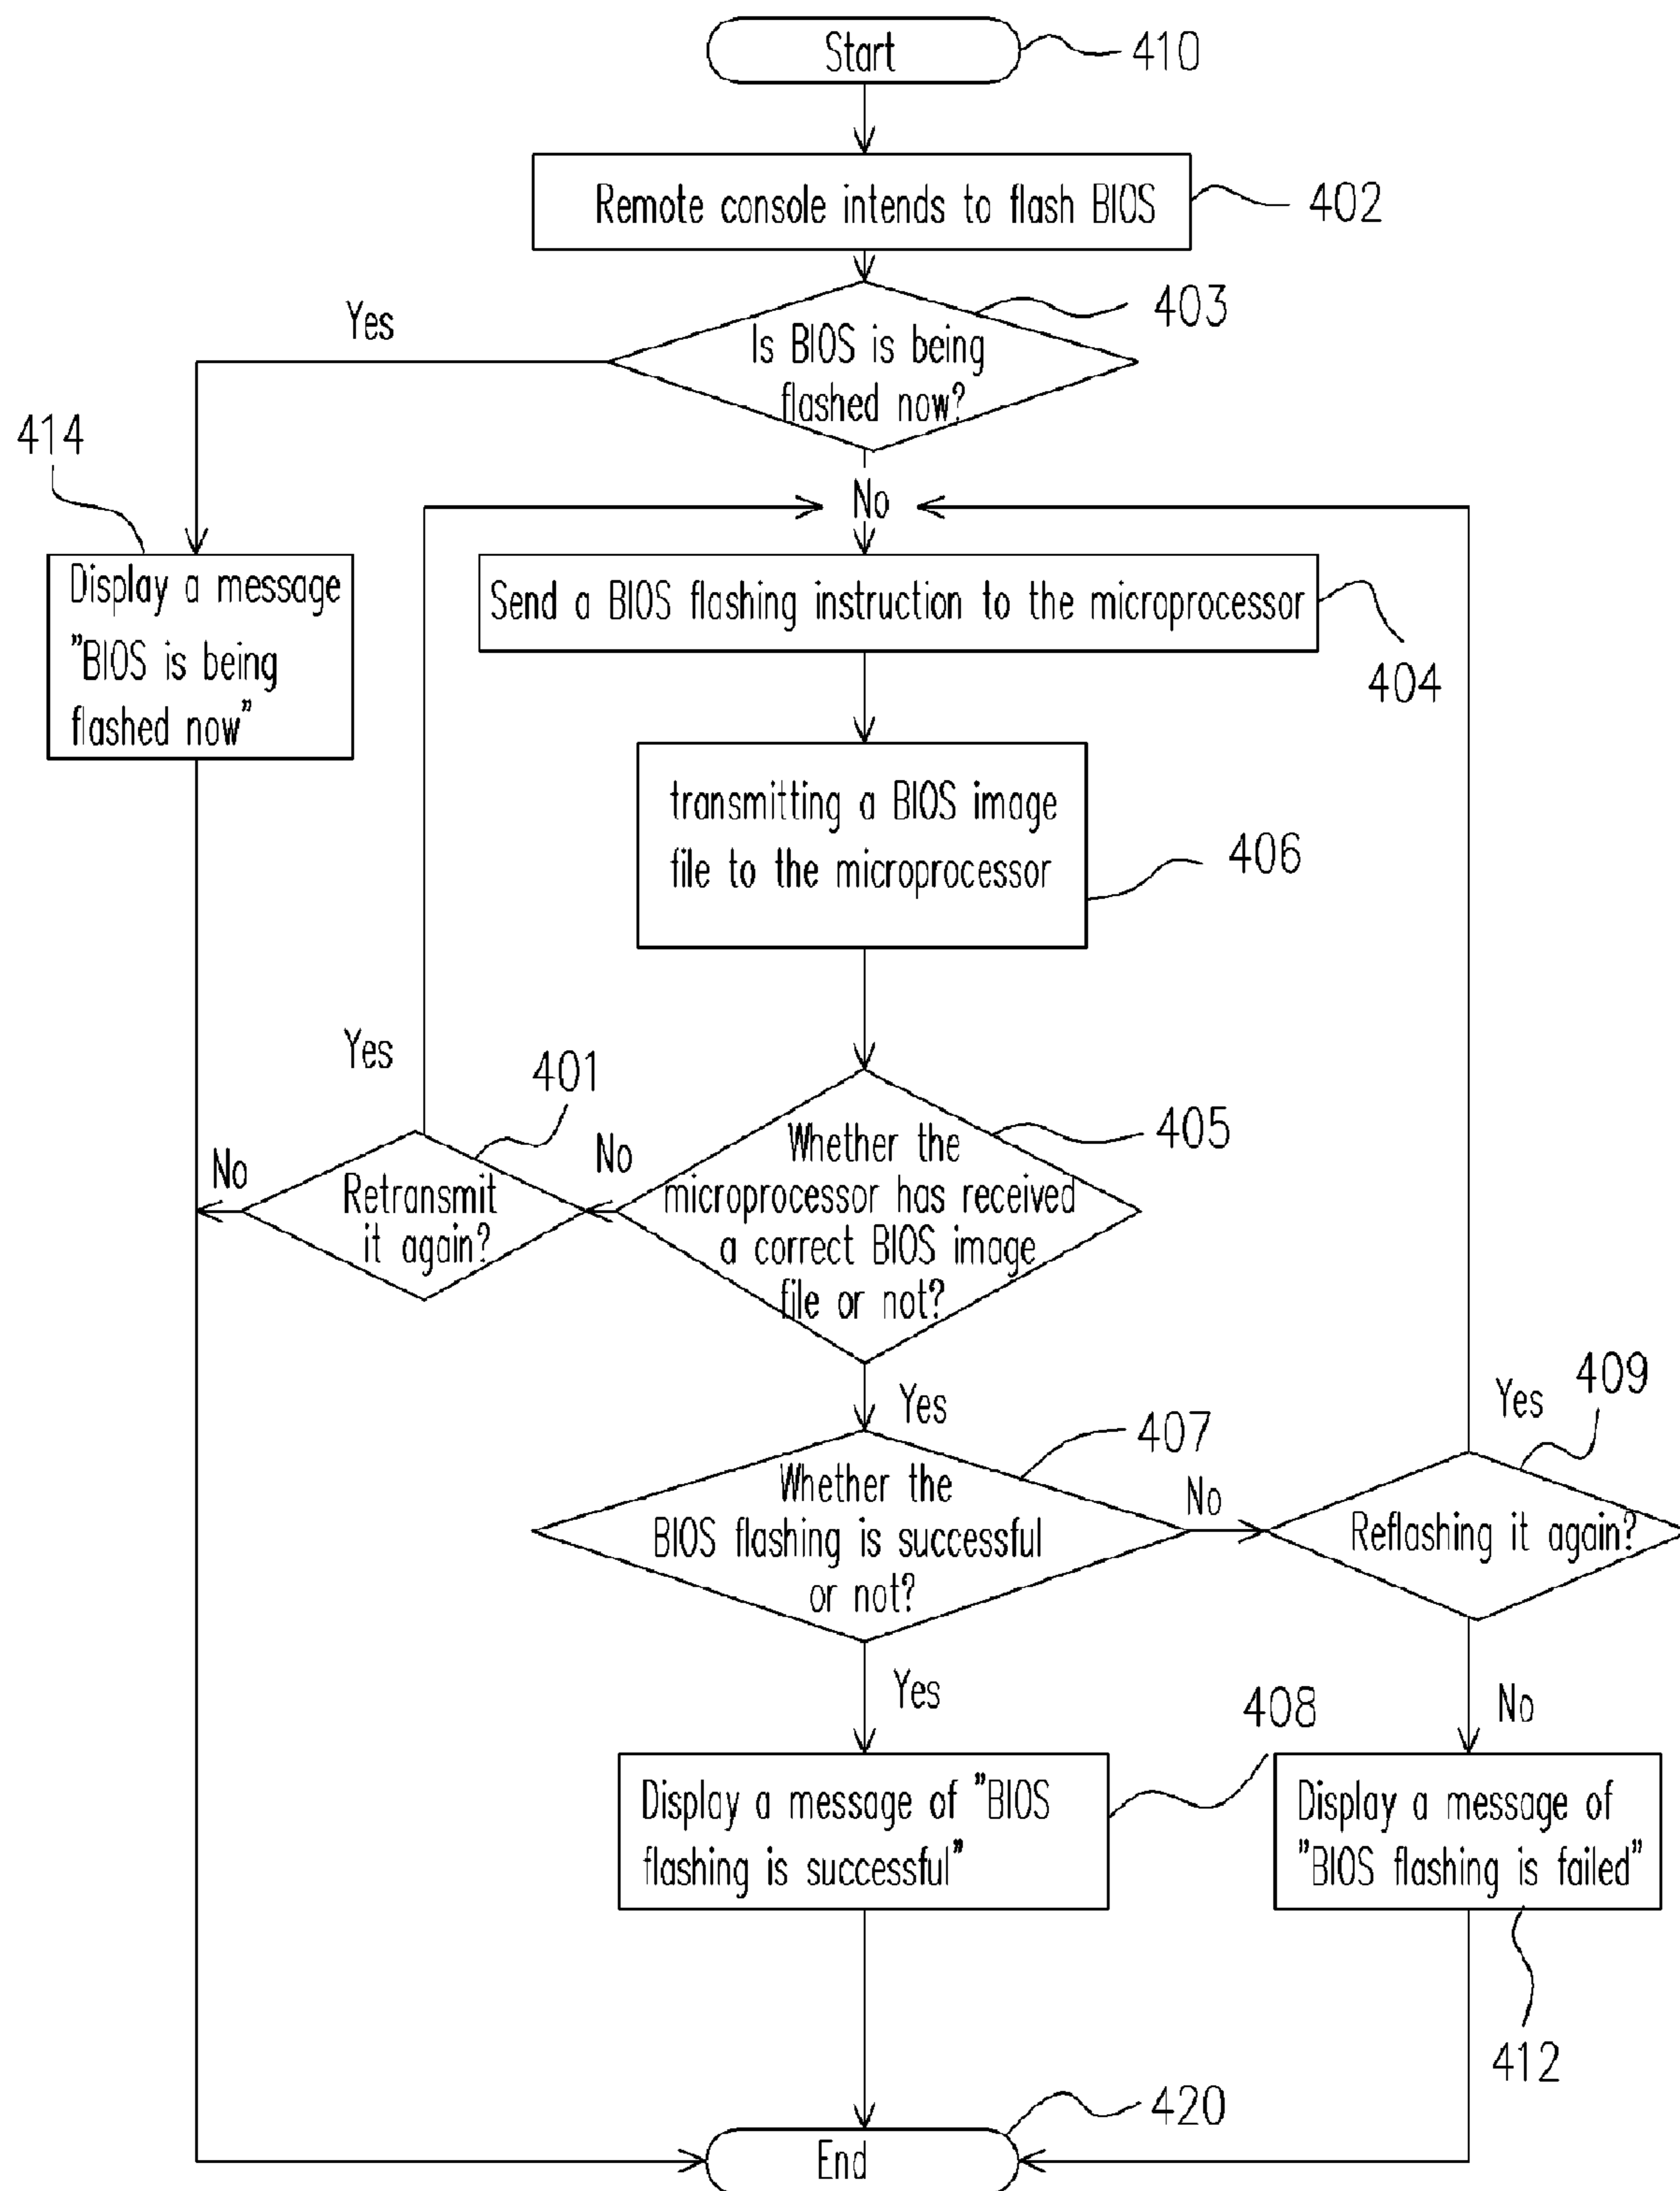 Start
410
Remote console intends to flash BIOS
402
403
Yes
Is BIOS is being
flashed now?
414
No
Display a message
"BIOS is being
flashed now"
Send a BIOS flashing instruction to the microprocessor
404
transmitting a BIOS image
file to the microprocessor
406
Yes
401
405
No
Retransmit
it again?
No
Whether the
microprocessor has received
a correct BIOS image
file or not?
Yes
407
Yes
409
Whether the
BIOS flashing is successful
or not?
No
Reflashing it again?
Yes
408
No
Display a message of "BIOS
flashing is successful"
Display a message of
"BIOS flashing is failed"
412
420
End